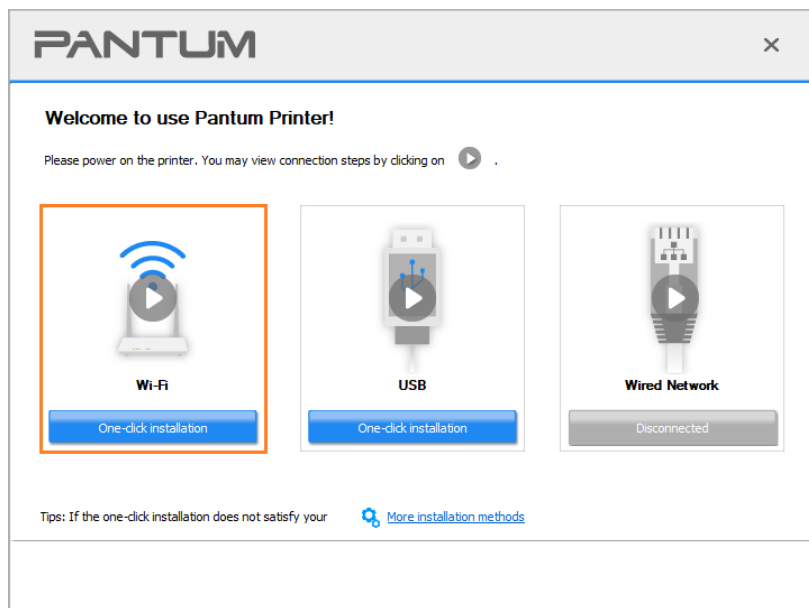 PANTUM
Welcome to use Pantum Printer!
Please power on the printer. You may view connection steps by clicking on .
Wi-Fi
USB
Wired Network
One-click installation
One-click installation
Disconnected
Tips: If the one-click installation does not satisfy your
More installation methods